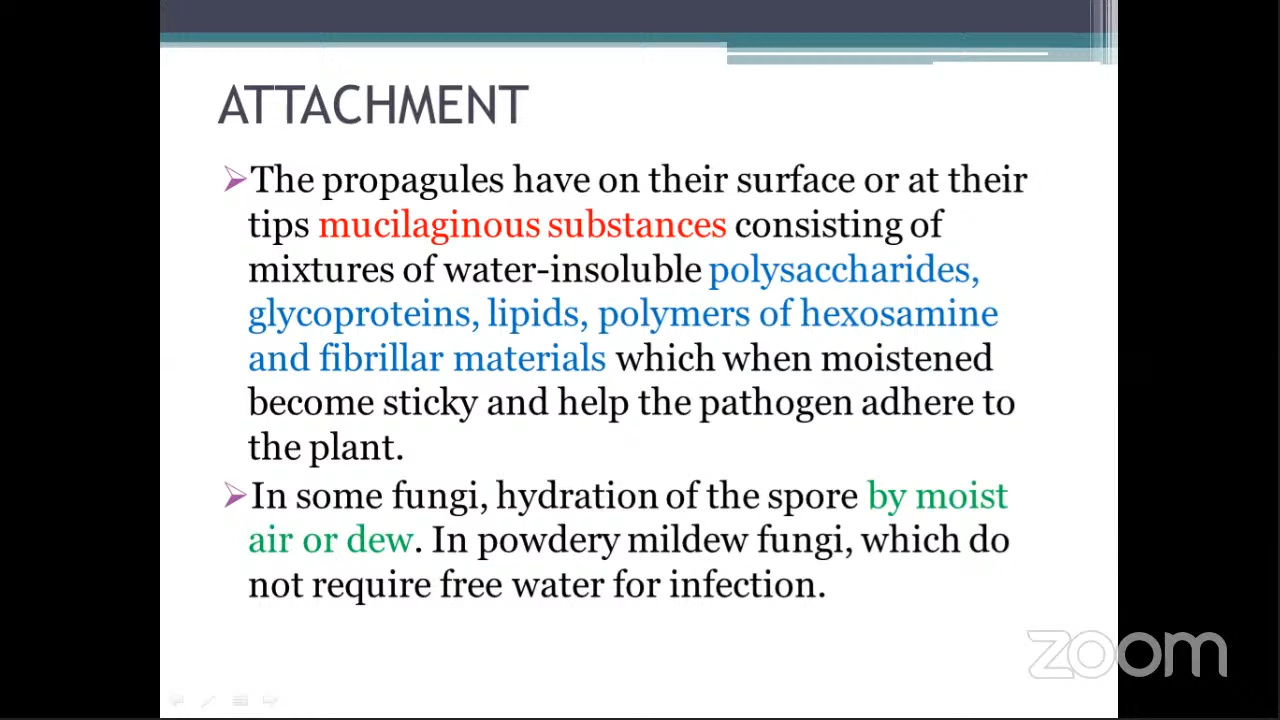 ATTACHMENT
➢The propagules have on their surface or at their
tips mucilaginous substances consisting of
mixtures of water-insoluble polysaccharides,
glycoproteins, lipids, polymers of hexosamine
and fibrillar materials which when moistened
become sticky and help the pathogen adhere to
the plant.
➢In some fungi, hydration of the spore by moist
air or dew. In powdery mildew fungi, which do
not require free water for infection.
zoom